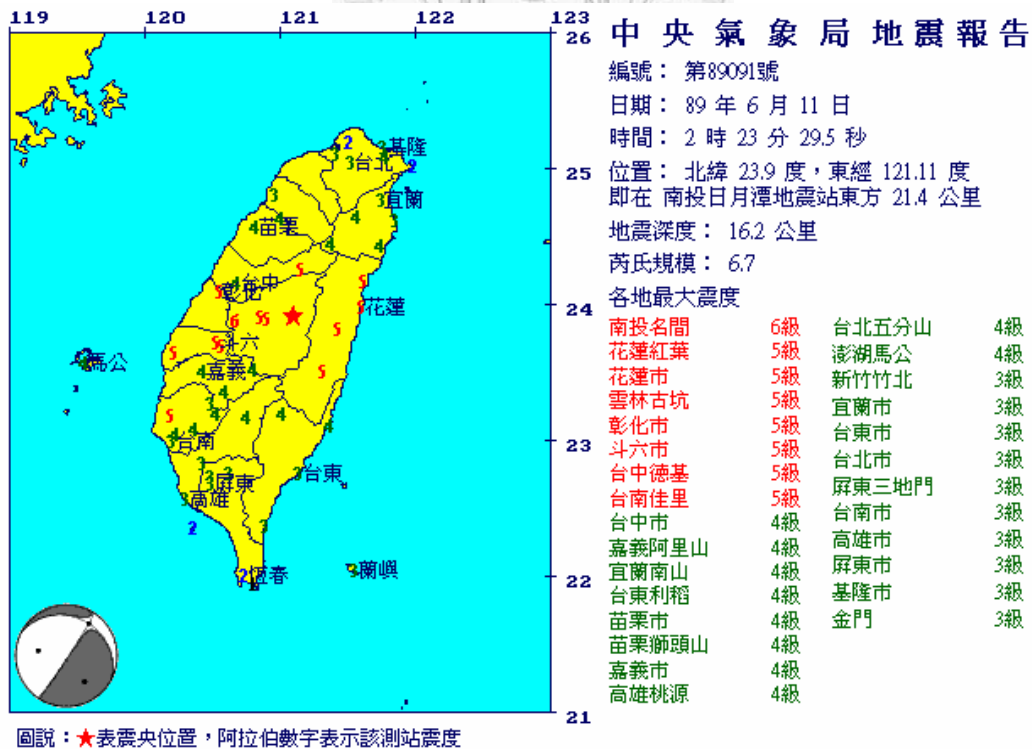 119 120 121 122 123
26
25
24
23
22
21
基隆
台北
宜蘭
苗栗
台中
彰化
花蓮
斗六
馬公
嘉義
台南
台東
屏東
高雄
蘭嶼
恆春
圖說：★表震央位置，阿拉伯數字表示該測站震度
中央氣象局地震報告
編號： 第89091號
日期： 89 年 6 月 11 日
時間： 2 時 23 分 29.5 秒
位置： 北緯 23.9 度，東經 121.11 度
即在 南投日月潭地震站東方 21.4 公里
地震深度： 16.2 公里
芮氏規模： 6.7
各地最大震度
南投名間 6級
花蓮紅葉 5級
花蓮市 5級
雲林古坑 5級
彰化市 5級
斗六市 5級
台中德基 5級
台南佳里 5級
台中市 4級
嘉義阿里山 4級
宜蘭南山 4級
台東利稻 4級
苗栗市 4級
苗栗獅頭山 4級
嘉義市 4級
高雄桃源 4級
台北五分山 4級
澎湖馬公 4級
新竹竹北 3級
宜蘭市 3級
台東市 3級
台北市 3級
屏東三地門 3級
台南市 3級
高雄市 3級
屏東市 3級
基隆市 3級
金門 3級